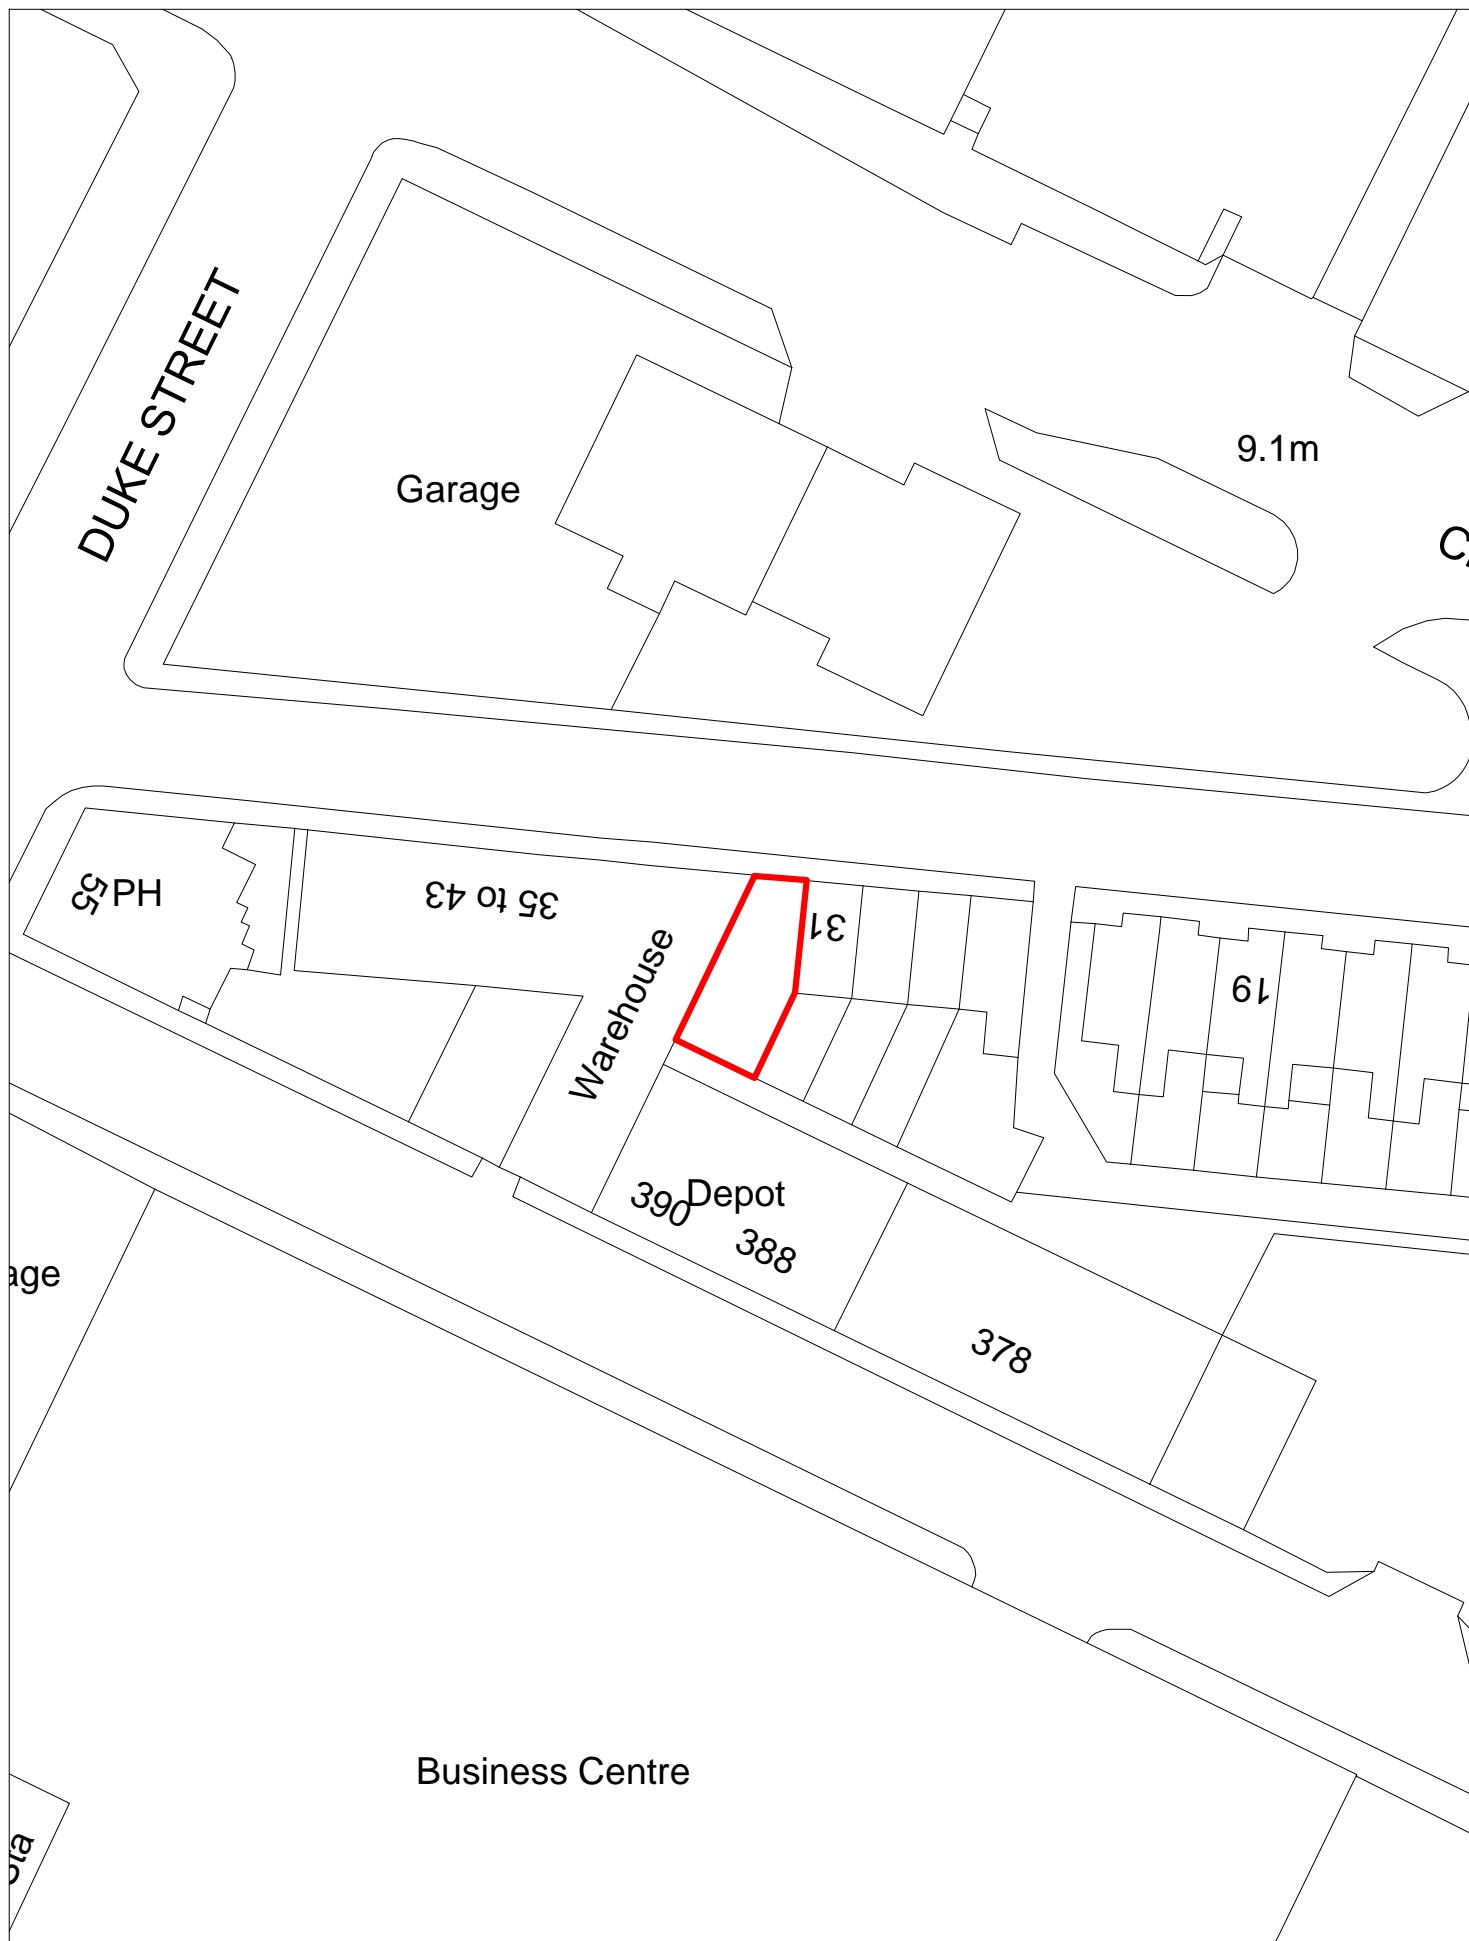 DUKE STREET
Garage
9.1m
55
PH
35 to 43
31
Warehouse
19
390
Depot
388
378
Business Centre